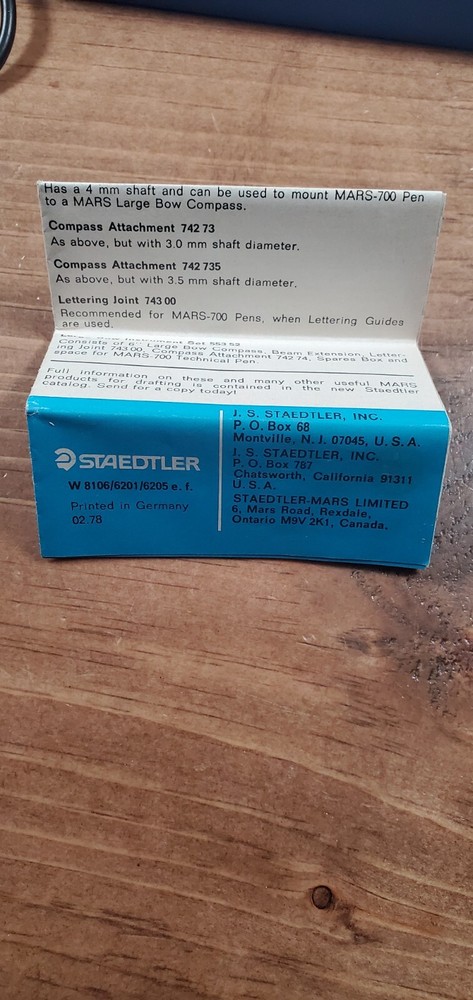 Has a 4 mm shaft and can be used to mount MARS-700 Pen
to a MARS Large Bow Compass.
Compass Attachment 742 73
As above, but with 3.0 mm shaft diameter.
Compass Attachment 742 735
As above, but with 3.5 mm shaft diameter.
Lettering Joint 743 00
Recommended for MARS-700 Pens, when Lettering Guides
are used.
Instrument Set 553 53
Consists of 6" Large Bow Compass, Beam Extension, Letter-
ing Joint 743 00, Compass Attachment 742 74, Spares Box and
space for MARS-700 Technical Pen.
Full information on these and many other useful MARS
products for drafting is contained in the new Staedtler
catalog. Send for a copy today!
STAEDTLER
W 8106/6201/6205 e. f.
Printed in Germany
02.78
J. S. STAEDTLER, INC.
P. O. Box 68
Montville, N. J. 07045, U. S. A.
J. S. STAEDTLER, INC.
P. O. Box 787
Chatsworth, California 91311
U. S. A.
STAEDTLER-MARS LIMITED
6, Mars Road, Rexdale,
Ontario M9V 2K1, Canada.